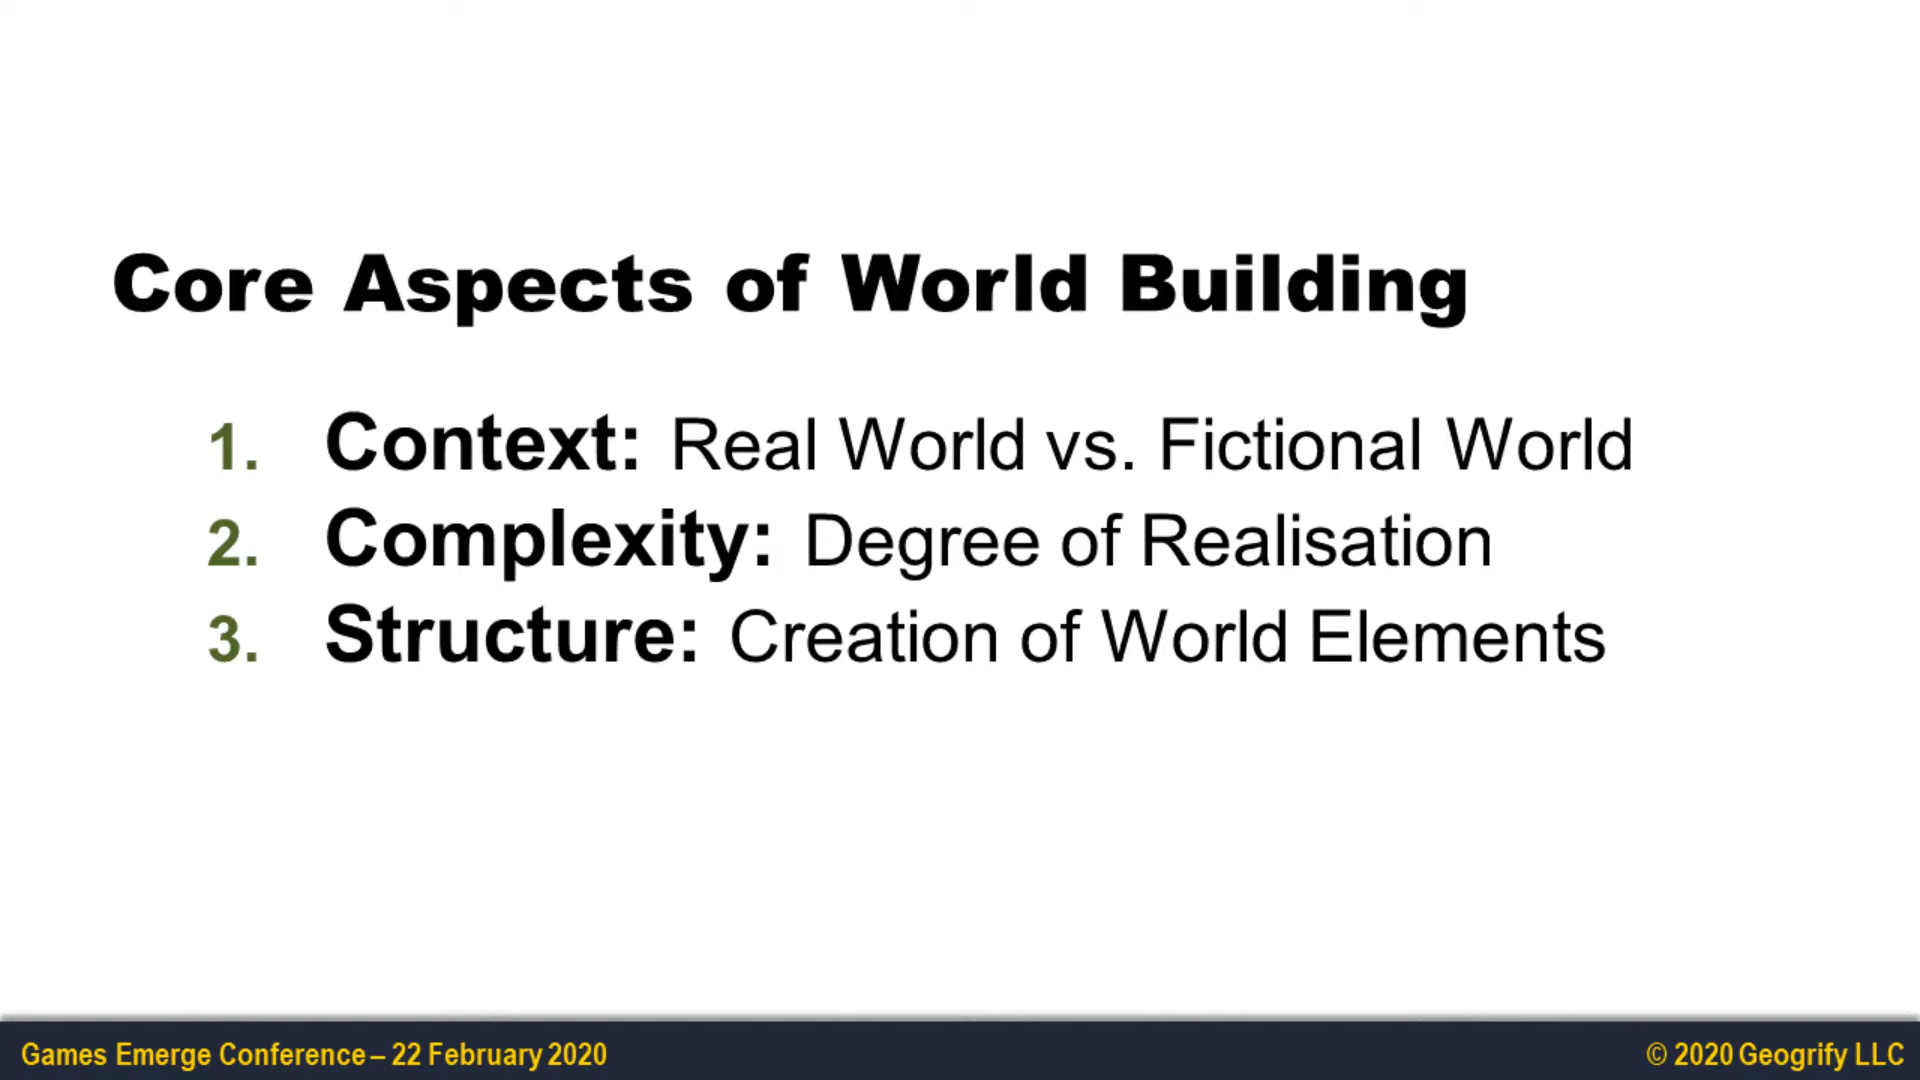 Core Aspects of World Building
1. Context: Real World vs. Fictional World
2. Complexity: Degree of Realisation
3. Structure: Creation of World Elements
Games Emerge Conference – 22 February 2020
© 2020 Geogrify LLC